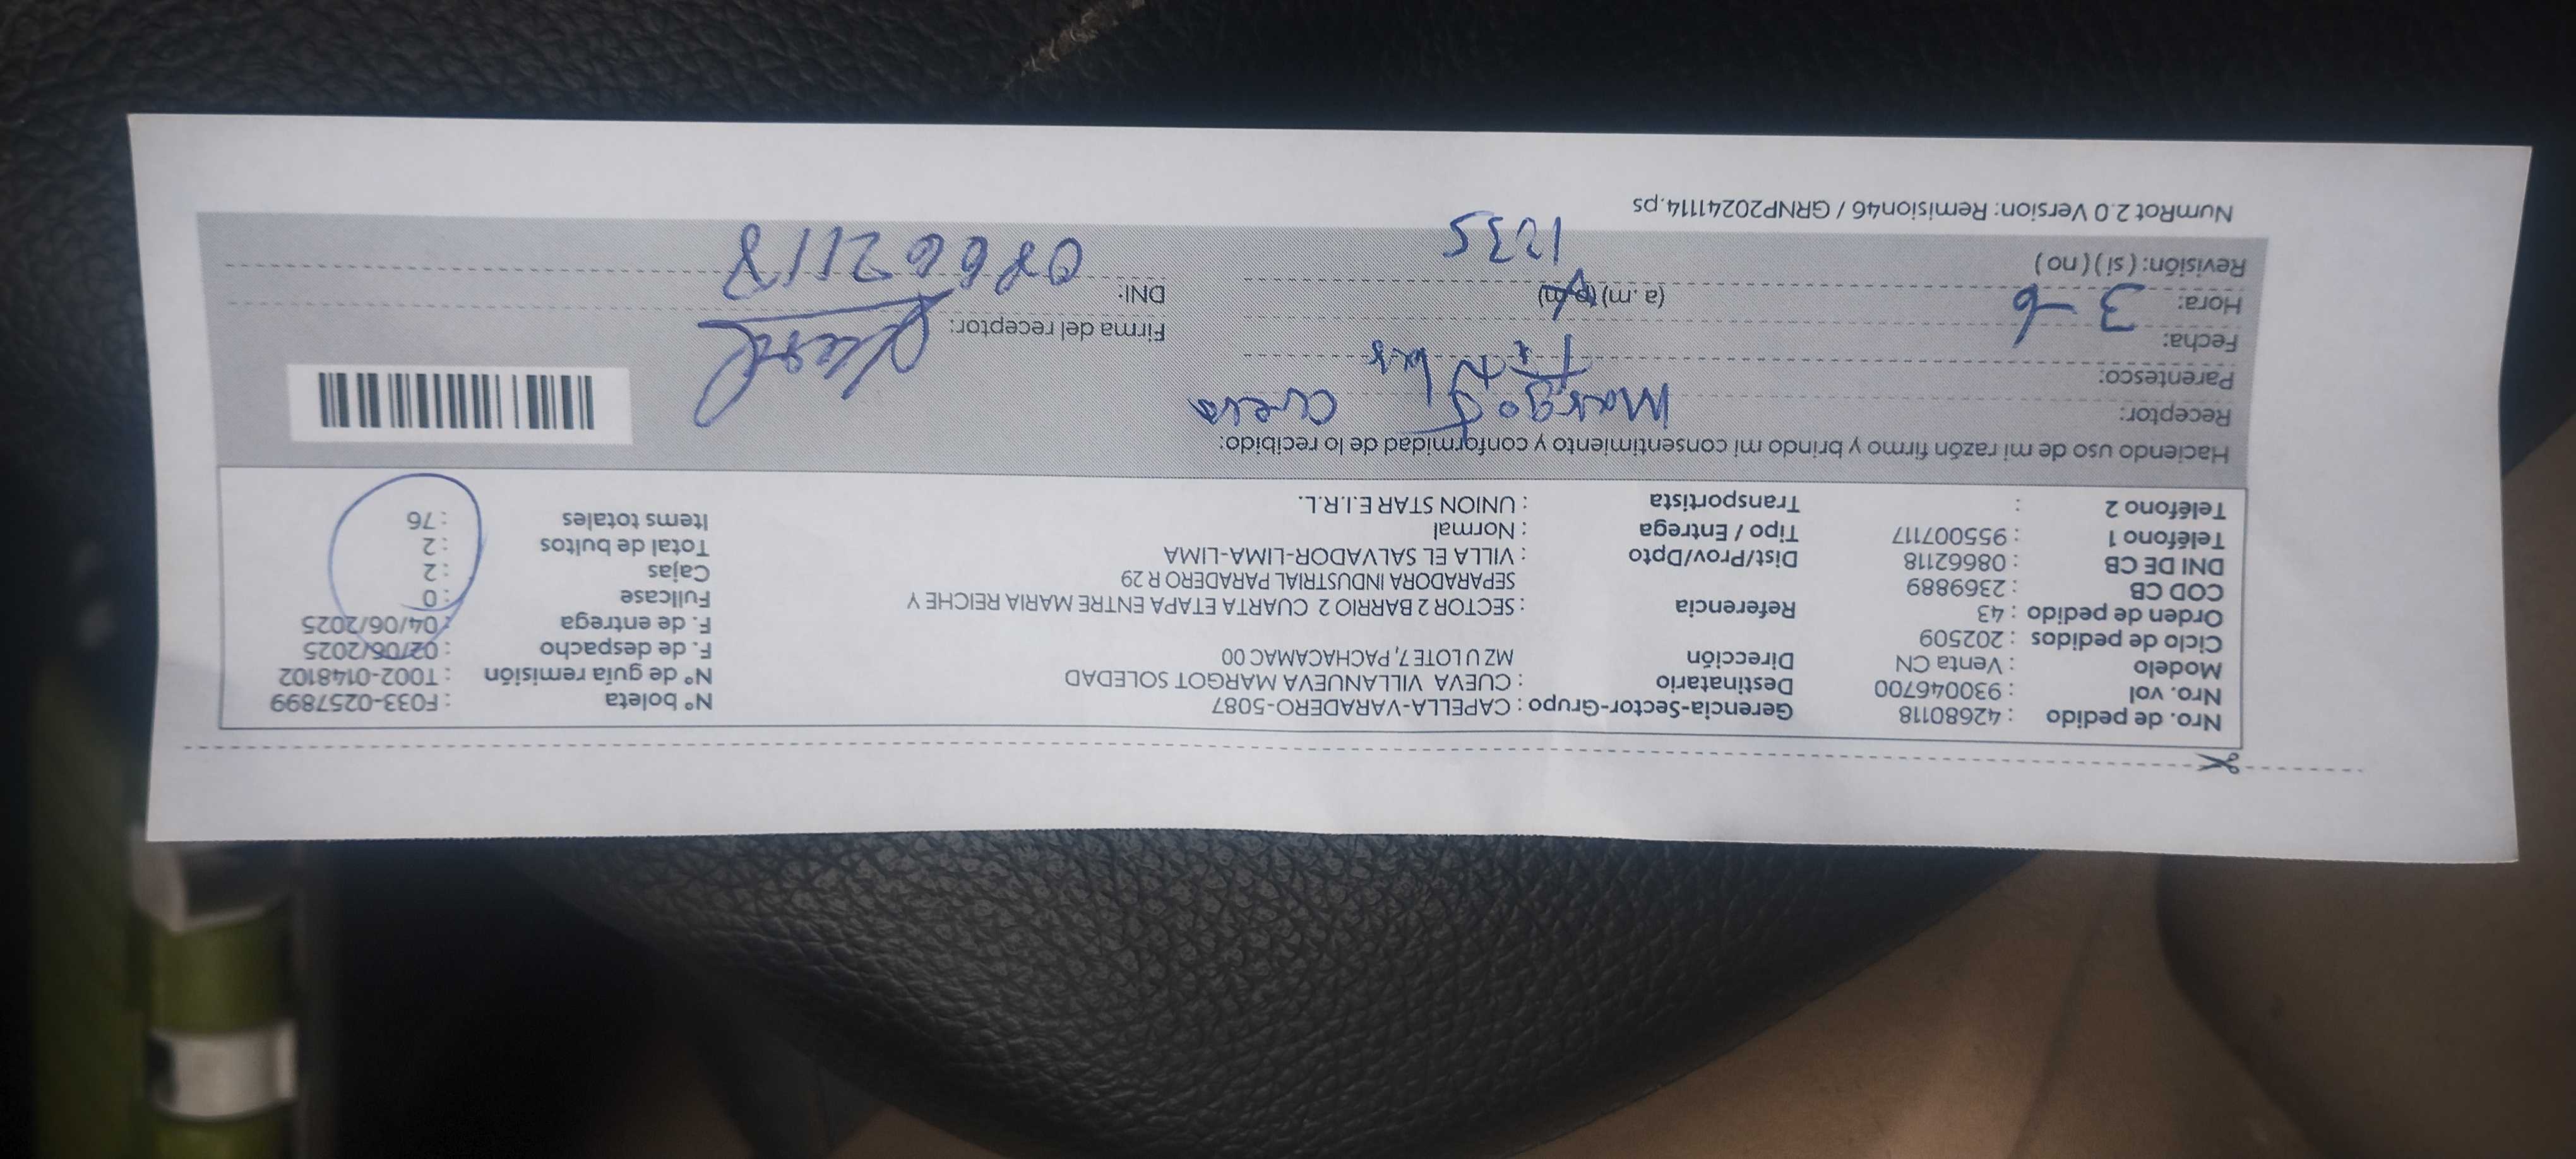 Nro. de pedido : 42680118 Gerencia-Sector-Grupo : CAPELLA-VARADERO-5087 N° boleta : F033-0257899
Nro. vol : 930046700 Destinatario : CUEVA VILLANUEVA MARGOT SOLEDAD N° de guía remisión : T002-0148102
Modelo : Venta CN Dirección MZ U LOTE 7, PACHACAMAC 00 F. de despacho : 02/06/2025
Ciclo de pedidos : 202509 F. de entrega : 04/06/2025
Orden de pedido : 43 Referencia : SECTOR 2 BARRIO 2 CUARTA ETAPA ENTRE MARIA REICHE Y Fullcase : 0
COD CB : 2369889 SEPARADORA INDUSTRIAL PARADERO R 29 Cajas : 2
DNI DE CB : 08662118 Dist/Prov/Dpto : VILLA EL SALVADOR-LIMA-LIMA Total de bultos : 2
Teléfono 1 : 955007117 Tipo / Entrega : Normal Items totales : 76
Teléfono 2 : Transportista : UNION STAR E.I.R.L.
Haciendo uso de mi razón firmo y brindo mi consentimiento y conformidad de lo recibido:
Receptor: Margot Cueva
Parentesco:
Fecha: 3-6 Firma del receptor:
Hora: (a.m) (p.m) DNI: 08662118
Revisión: (si) (no) 1235
NumRot 2.0 Version: Remision46 / GRNP20241114.ps